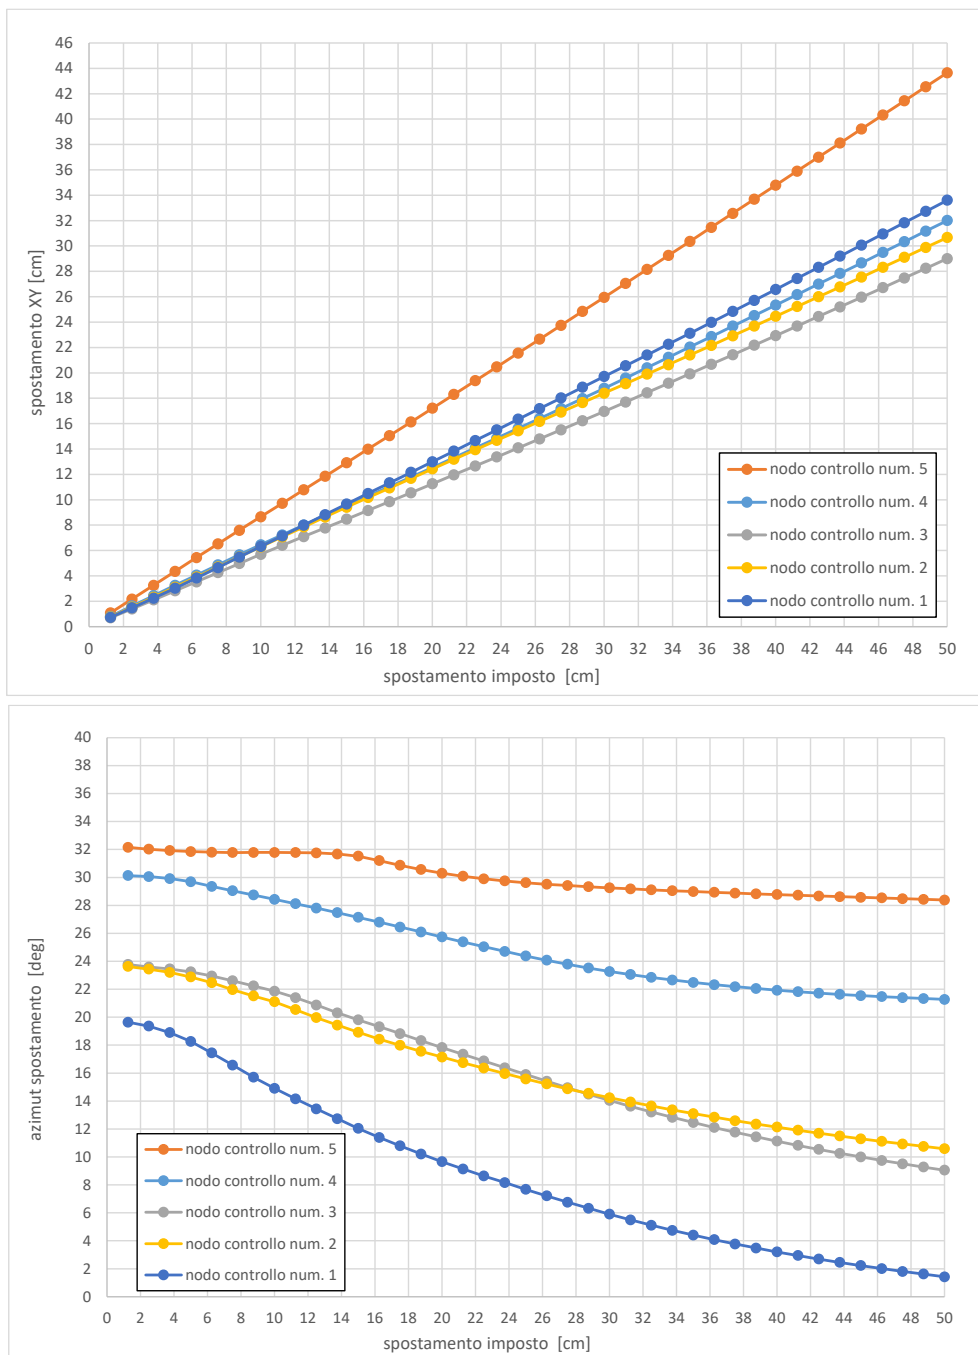 46
44
42
40
38
36
34
32
30
28
26
24
22
20
18
16
14
12
10
8
6
4
2
0
spostamento XY [cm]
nodo controllo num. 5
nodo controllo num. 4
nodo controllo num. 3
nodo controllo num. 2
nodo controllo num. 1
0 2 4 6 8 10 12 14 16 18 20 22 24 26 28 30 32 34 36 38 40 42 44 46 48 50
spostamento imposto [cm]
40
38
36
34
32
30
28
26
24
22
20
18
16
14
12
10
8
6
4
2
0
azimut spostamento [deg]
nodo controllo num. 5
nodo controllo num. 4
nodo controllo num. 3
nodo controllo num. 2
nodo controllo num. 1
0 2 4 6 8 10 12 14 16 18 20 22 24 26 28 30 32 34 36 38 40 42 44 46 48 50
spostamento imposto [cm]